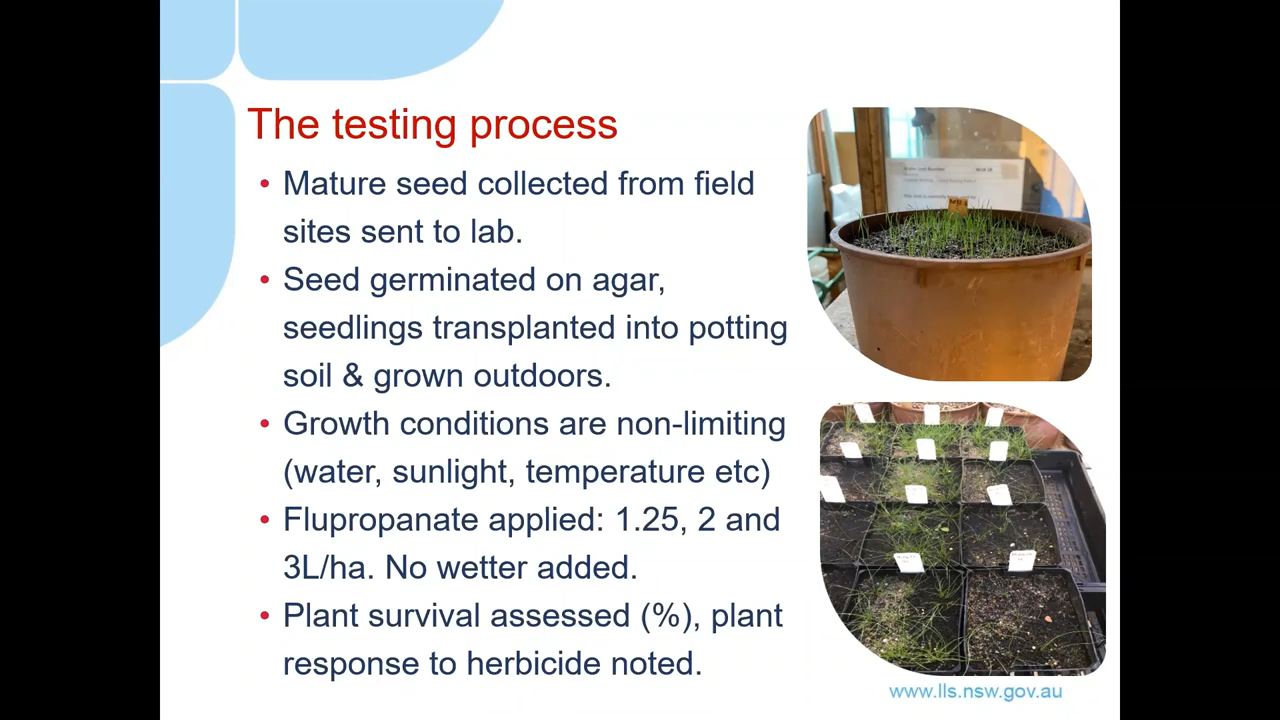 The testing process
• Mature seed collected from field
sites sent to lab.
• Seed germinated on agar,
seedlings transplanted into potting
soil & grown outdoors.
• Growth conditions are non-limiting
(water, sunlight, temperature etc)
• Flupropanate applied: 1.25, 2 and
3L/ha. No wetter added.
• Plant survival assessed (%), plant
response to herbicide noted.
www.lls.nsw.gov.au